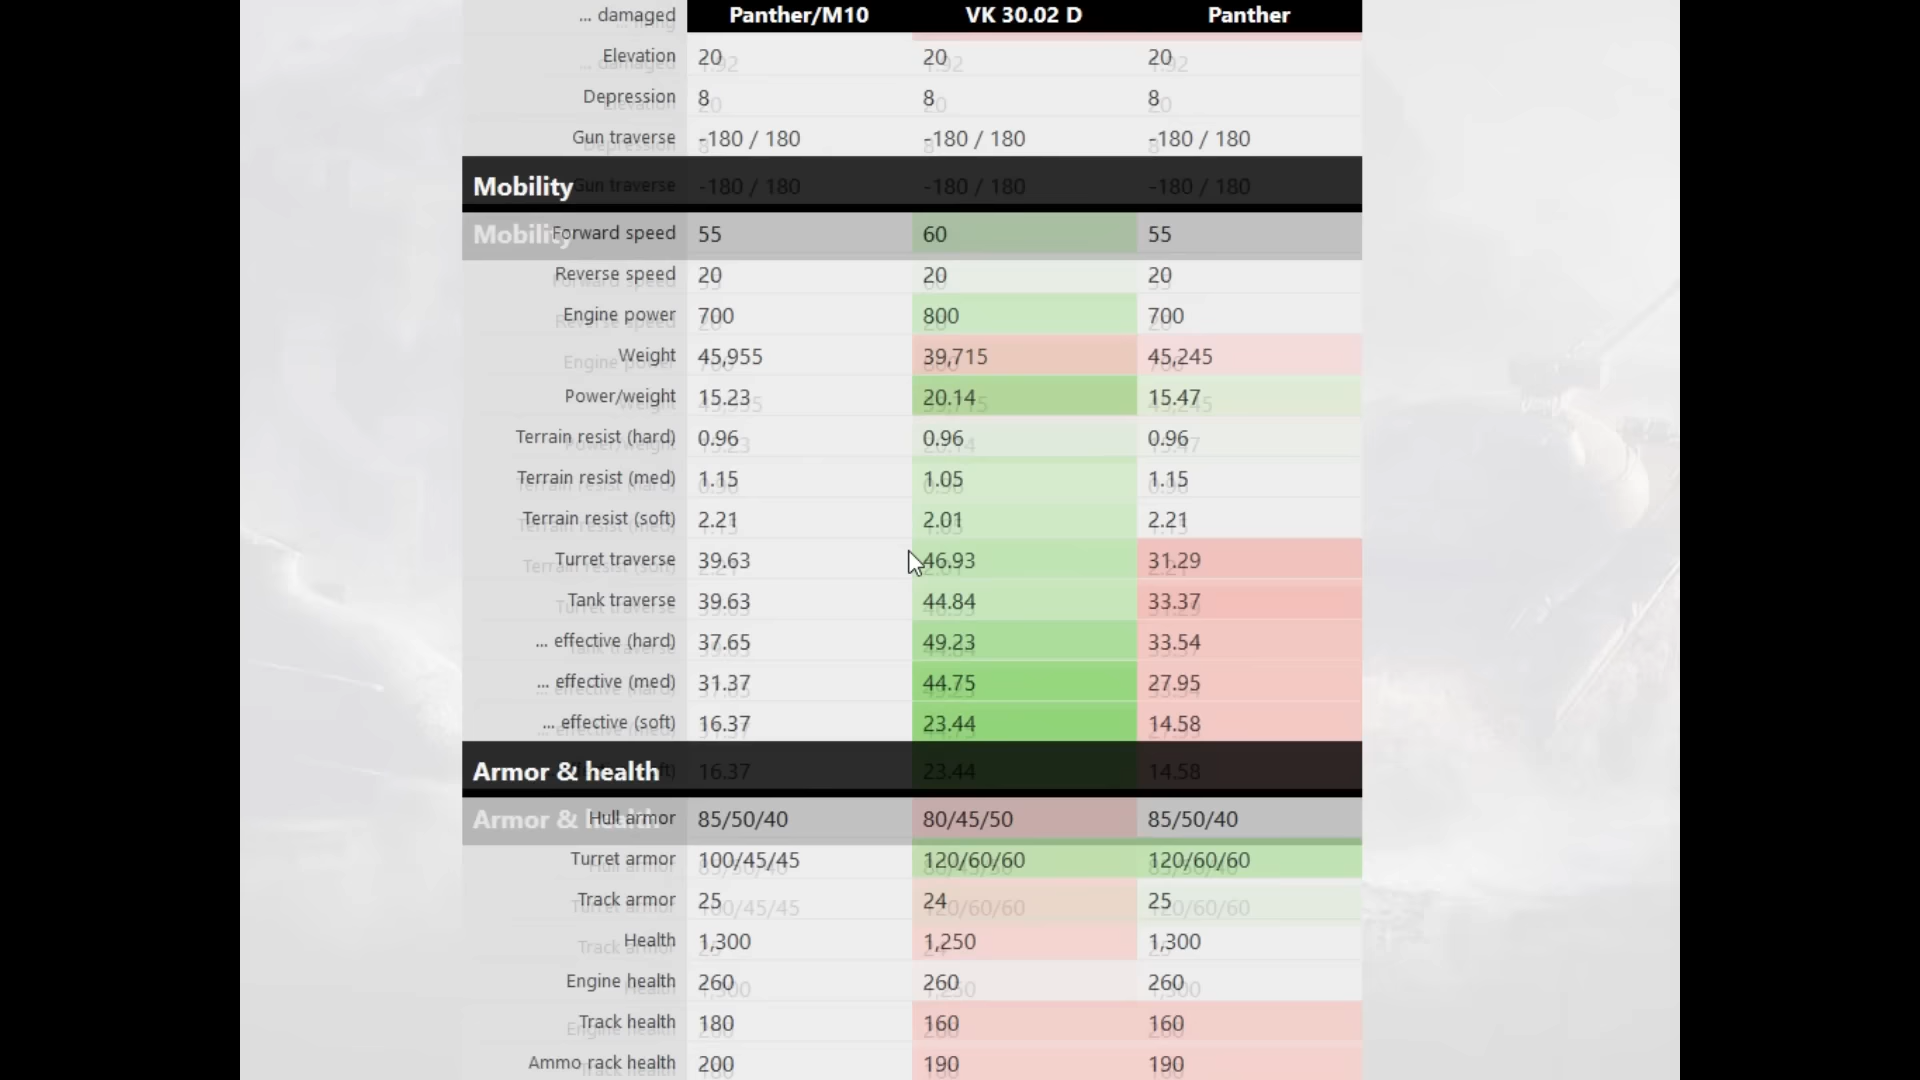 ... damaged Panther/M10 VK 30.02 D Panther
Elevation 20 20 20
Depression 8 8 8
Gun traverse -180 / 180 -180 / 180 -180 / 180
Mobility
Forward speed 55 60 55
Reverse speed 20 20 20
Engine power 700 800 700
Weight 45,955 39,715 45,245
Power/weight 15.23 20.14 15.47
Terrain resist (hard) 0.96 0.96 0.96
Terrain resist (med) 1.15 1.05 1.15
Terrain resist (soft) 2.21 2.01 2.21
Turret traverse 39.63 46.93 31.29
Tank traverse 39.63 44.84 33.37
... effective (hard) 37.65 49.23 33.54
... effective (med) 31.37 44.75 27.95
... effective (soft) 16.37 23.44 14.58
Armor & health
Hull armor 85/50/40 80/45/50 85/50/40
Turret armor 100/45/45 120/60/60 120/60/60
Track armor 25 24 25
Health 1,300 1,250 1,300
Engine health 260 260 260
Track health 180 160 160
Ammo rack health 200 190 190